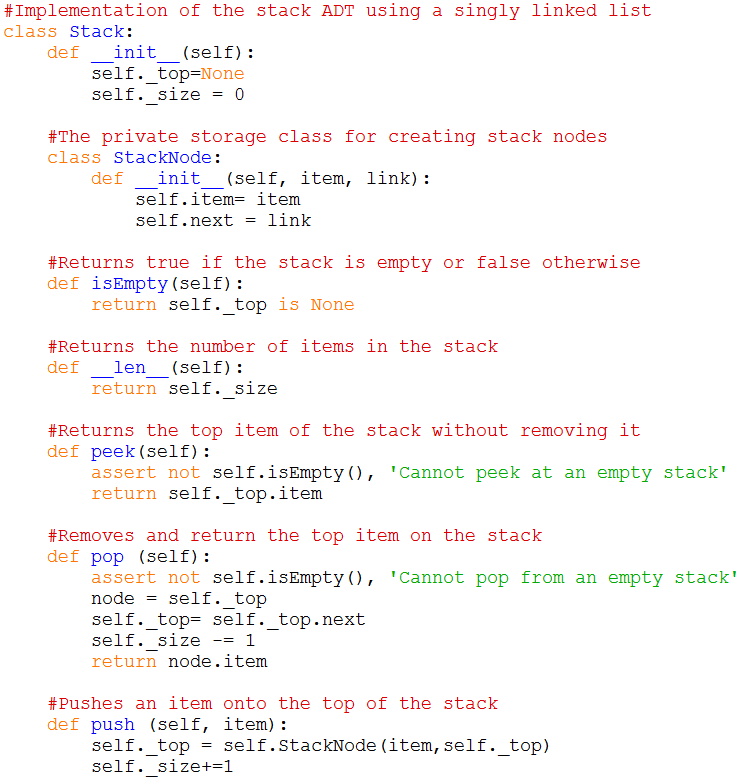 #Implementation of the stack ADT using a singly linked list
class Stack:
    def __init__(self):
        self._top=None
        self._size = 0

    #The private storage class for creating stack nodes
    class StackNode:
        def __init__(self, item, link):
            self.item= item
            self.next = link

    #Returns true if the stack is empty or false otherwise
    def isEmpty(self):
        return self._top is None

    #Returns the number of items in the stack
    def __len__(self):
        return self._size

    #Returns the top item of the stack without removing it
    def peek(self):
        assert not self.isEmpty(), 'Cannot peek at an empty stack'
        return self._top.item

    #Removes and return the top item on the stack
    def pop (self):
        assert not self.isEmpty(), 'Cannot pop from an empty stack'
        node = self._top
        self._top= self._top.next
        self._size -= 1
        return node.item

    #Pushes an item onto the top of the stack
    def push (self, item):
        self._top = self.StackNode(item,self._top)
        self._size+=1